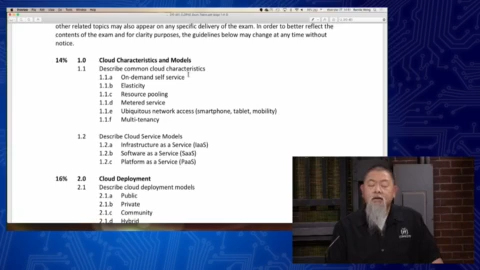 other related topics may also appear on any specific delivery of the exam. In order to better reflect the
contents of the exam and for clarity purposes, the guidelines below may change at any time without
notice.
14% 1.0 Cloud Characteristics and Models
1.1 Describe common cloud characteristics
1.1.a On-demand self service
1.1.b Elasticity
1.1.c Resource pooling
1.1.d Metered service
1.1.e Ubiquitous network access (smartphone, tablet, mobility)
1.1.f Multi-tenancy
1.2 Describe Cloud Service Models
1.2.a Infrastructure as a Service (IaaS)
1.2.b Software as a Service (SaaS)
1.2.c Platform as a Service (PaaS)
16% 2.0 Cloud Deployment
2.1 Describe cloud deployment models
2.1.a Public
2.1.b Private
2.1.c Community
2.1.d Hybrid